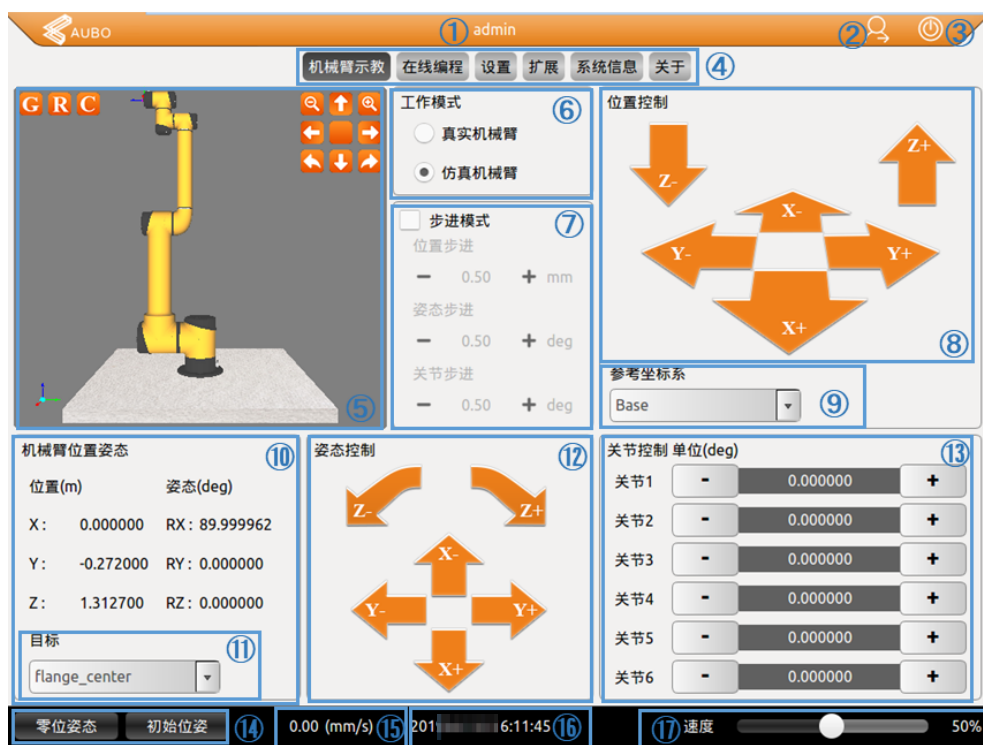 AUBO ① admin ② ③
机械臂示教 在线编程 设置 扩展 系统信息 关于 ④
G R C
⑤
工作模式 ⑥
真实机械臂
仿真机械臂
步进模式 ⑦
位置步进
− 0.50 + mm
姿态步进
− 0.50 + deg
关节步进
− 0.50 + deg
位置控制
Z- Z+
X-
Y- Y+
X+
⑧
参考坐标系
Base ⑨
机械臂位置姿态 ⑩
位置(m) 姿态(deg)
X: 0.000000 RX: 89.999962
Y: -0.272000 RY: 0.000000
Z: 1.312700 RZ: 0.000000
目标 ⑪
flange_center
姿态控制 ⑫
Z- Z+
X-
Y- Y+
X+
关节控制 单位(deg) ⑬
关节1 - 0.000000 +
关节2 - 0.000000 +
关节3 - 0.000000 +
关节4 - 0.000000 +
关节5 - 0.000000 +
关节6 - 0.000000 +
零位姿态 初始位姿 ⑭ 0.00 (mm/s) ⑮ 201 6:11:45 ⑯ ⑰ 速度 50%